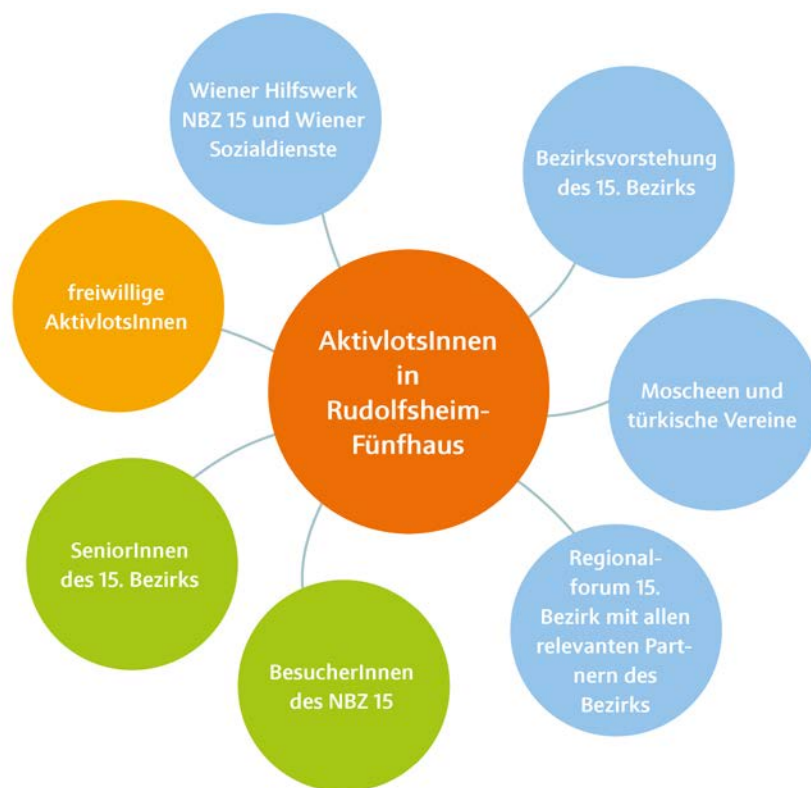 Wiener Hilfswerk
NBZ 15 und Wiener
Sozialdienste
Bezirksvorstehung
des 15. Bezirks
freiwillige
AktivlotsInnen
AktivlotsInnen
in
Rudolfsheim-
Fünfhaus
Moscheen und
türkische Vereine
SeniorInnen
des 15. Bezirks
Regional-
forum 15.
Bezirk mit allen
relevanten Part-
nern des
Bezirks
BesucherInnen
des NBZ 15